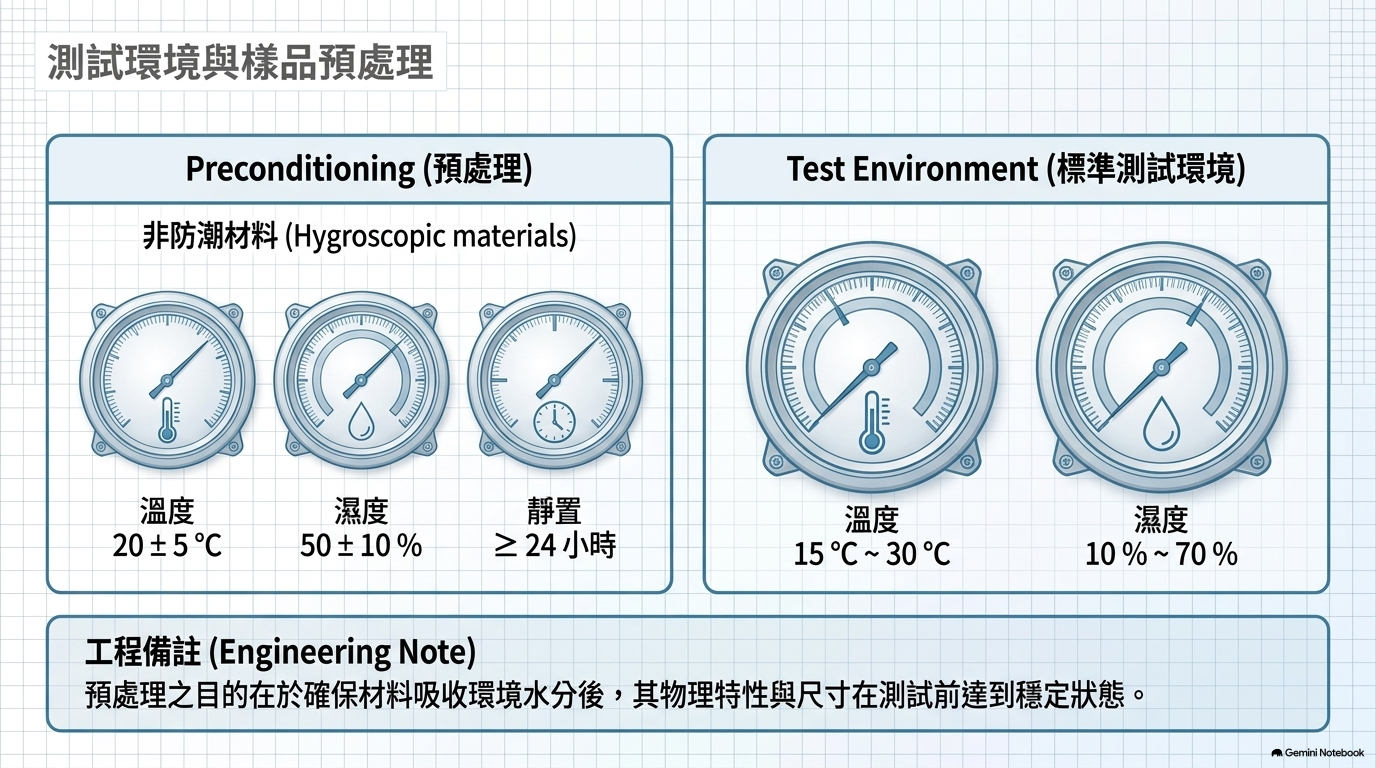 測試環境與樣品預處理
Preconditioning (預處理)
非防潮材料 (Hygroscopic materials)
溫度
20 ± 5 °C
濕度
50 ± 10 %
靜置
≥ 24 小時
Test Environment (標準測試環境)
溫度
15 °C ~ 30 °C
濕度
10 % ~ 70 %
工程備註 (Engineering Note)
預處理之目的在於確保材料吸收環境水分後，其物理特性與尺寸在測試前達到穩定狀態。
Gemini Notebook